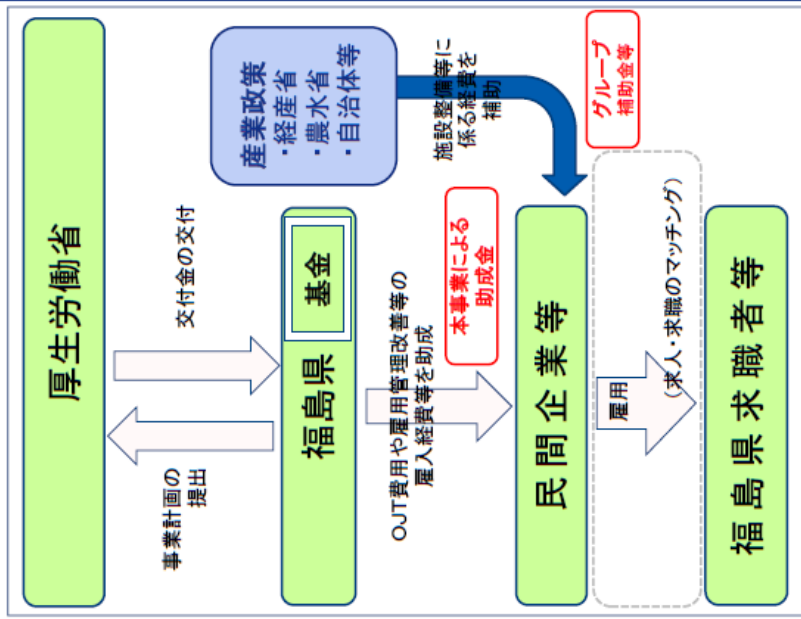 厚生労働省
事業計画の
提出
交付金の交付
福島県
基金
産業政策
・経産省
・農水省
・自治体等
OJT費用や雇用管理改善等の
雇入経費等を助成
本事業による
助成金
施設整備等に
係る経費を
補助
グループ
補助金等
民間企業等
雇用
(求人・求職のマッチング)
福島県求職者等